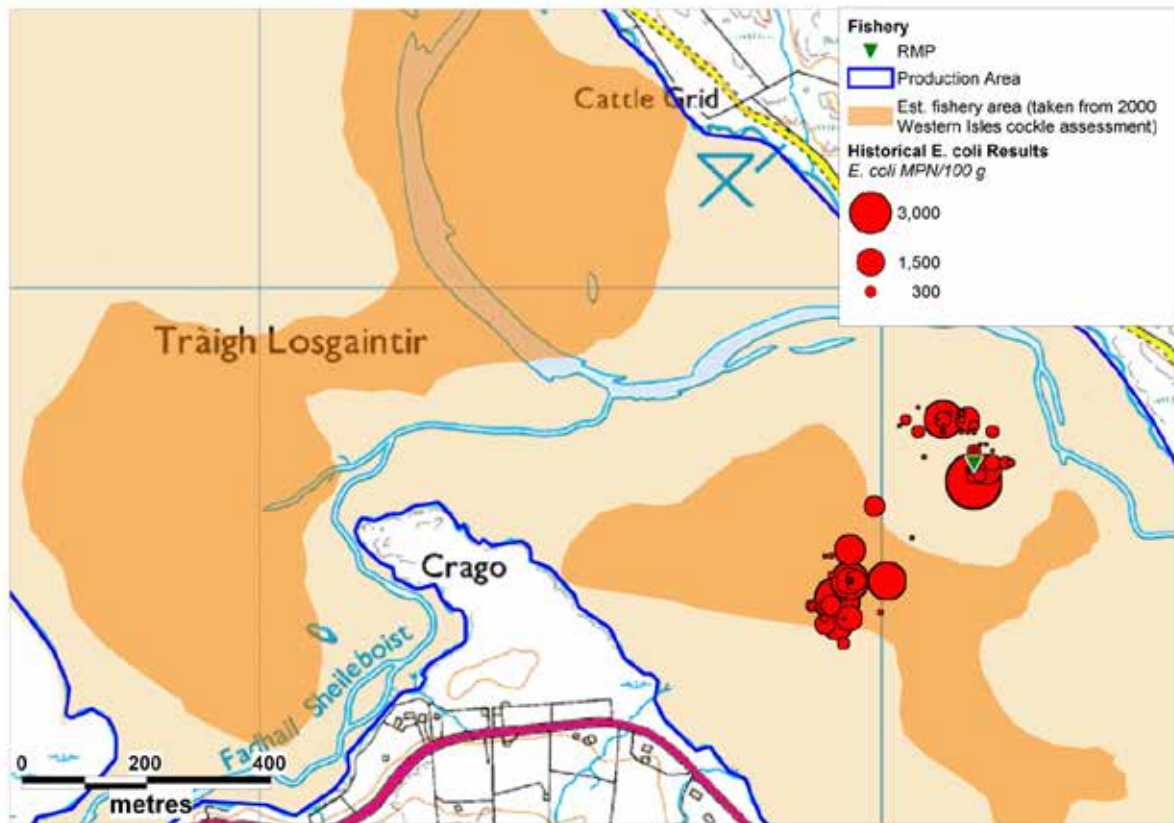 Fishery
RMP
Production Area
Est. fishery area (taken from 2000
Western Isles cockle assessment)
Historical E. coli Results
E. coli MPN/100 g
3,000
1,500
300
Cattle Grid
Tràigh Losgaintir
Crago
Farlhail Sheileboist
0 200 400
metres